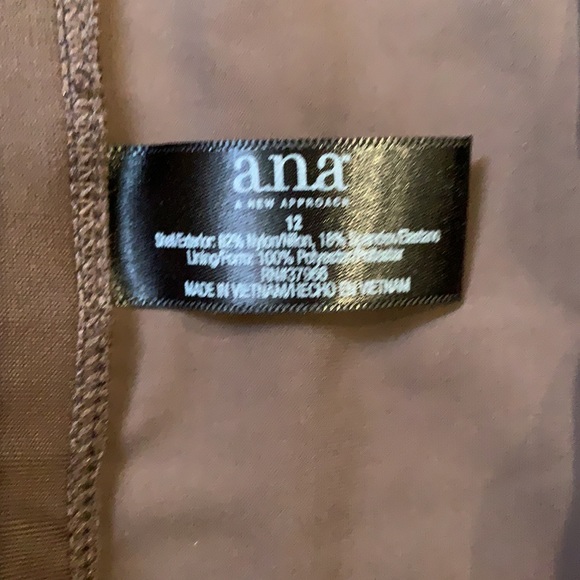 a.n.a
A NEW APPROACH
12
Shell/Exterior: 82% Nylon/Nilon, 18% Spandex/Elastano
Lining/Forro: 100% Polyester/Poliester
RN#37965
MADE IN VIETNAM/HECHO EN VIETNAM